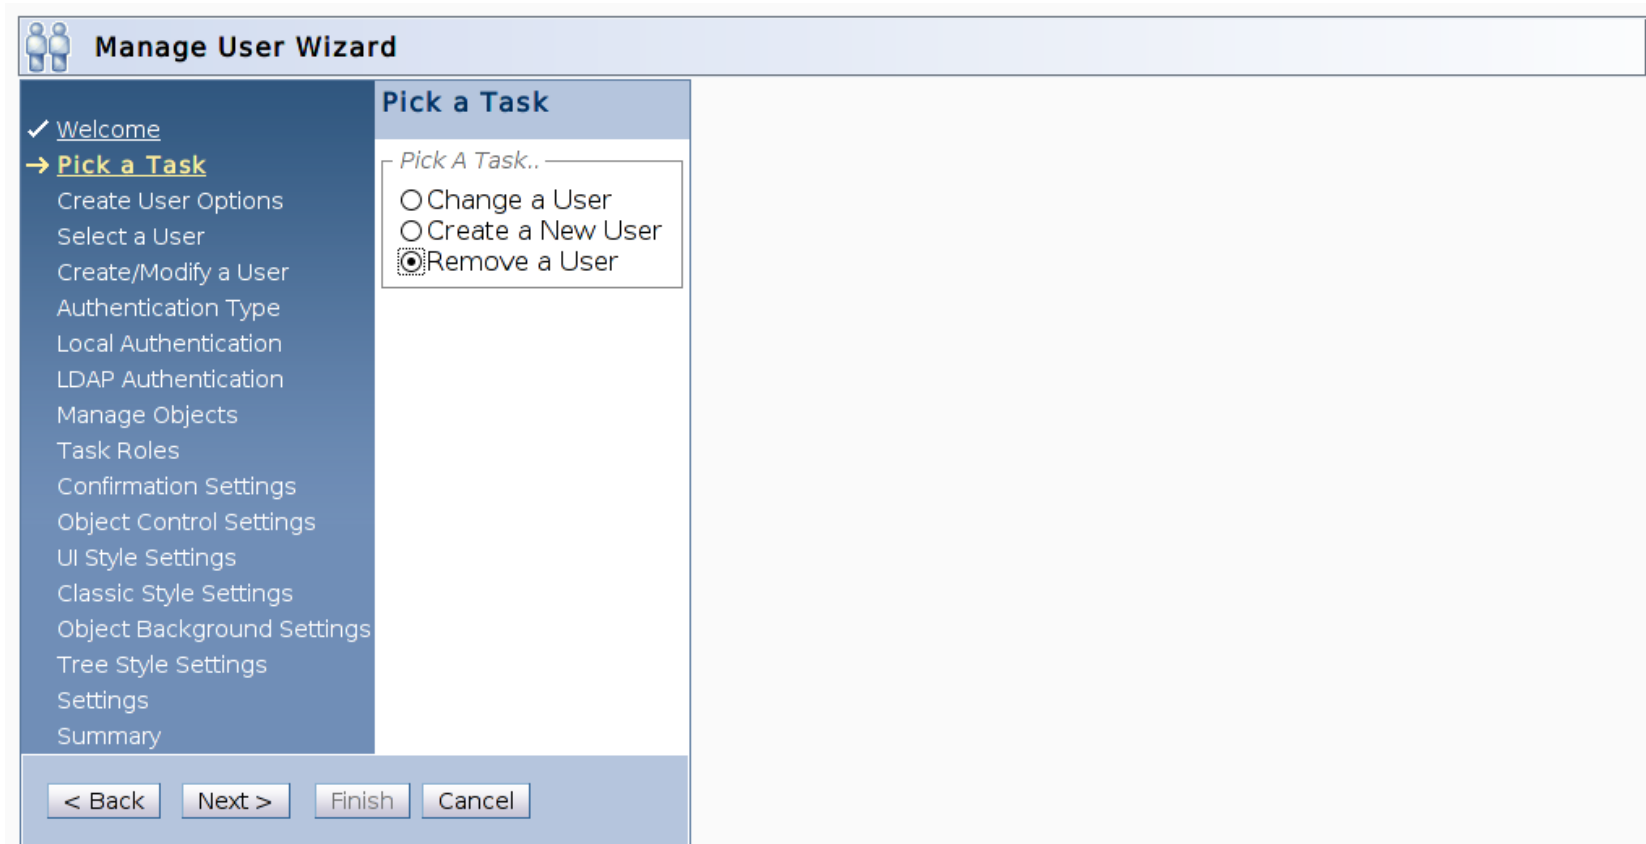 Manage User Wizard
Welcome
Pick a Task
Create User Options
Select a User
Create/Modify a User
Authentication Type
Local Authentication
LDAP Authentication
Manage Objects
Task Roles
Confirmation Settings
Object Control Settings
UI Style Settings
Classic Style Settings
Object Background Settings
Tree Style Settings
Settings
Summary
Pick a Task
Pick A Task..
Change a User
Create a New User
Remove a User
< Back
Next >
Finish
Cancel